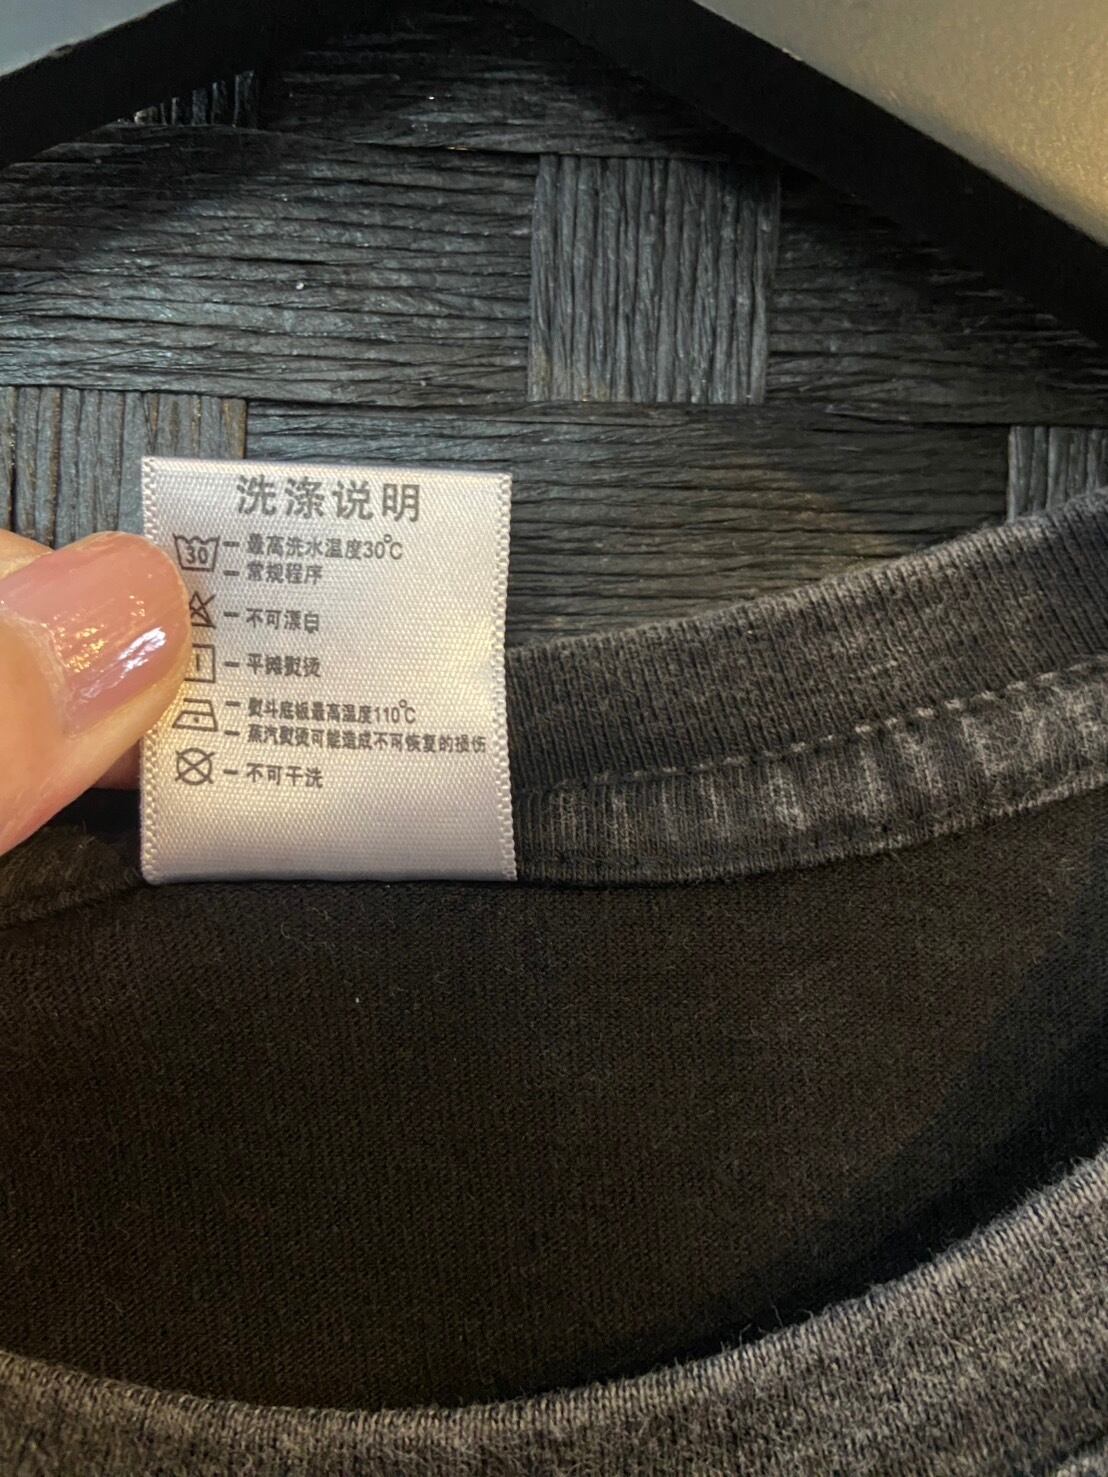 洗涤说明
30 — 最高洗水温度30℃
— 常规程序
— 不可漂白
— 平摊熨烫
— 熨斗底板最高温度110℃
— 蒸汽熨烫可能造成不可恢复的损伤
— 不可干洗